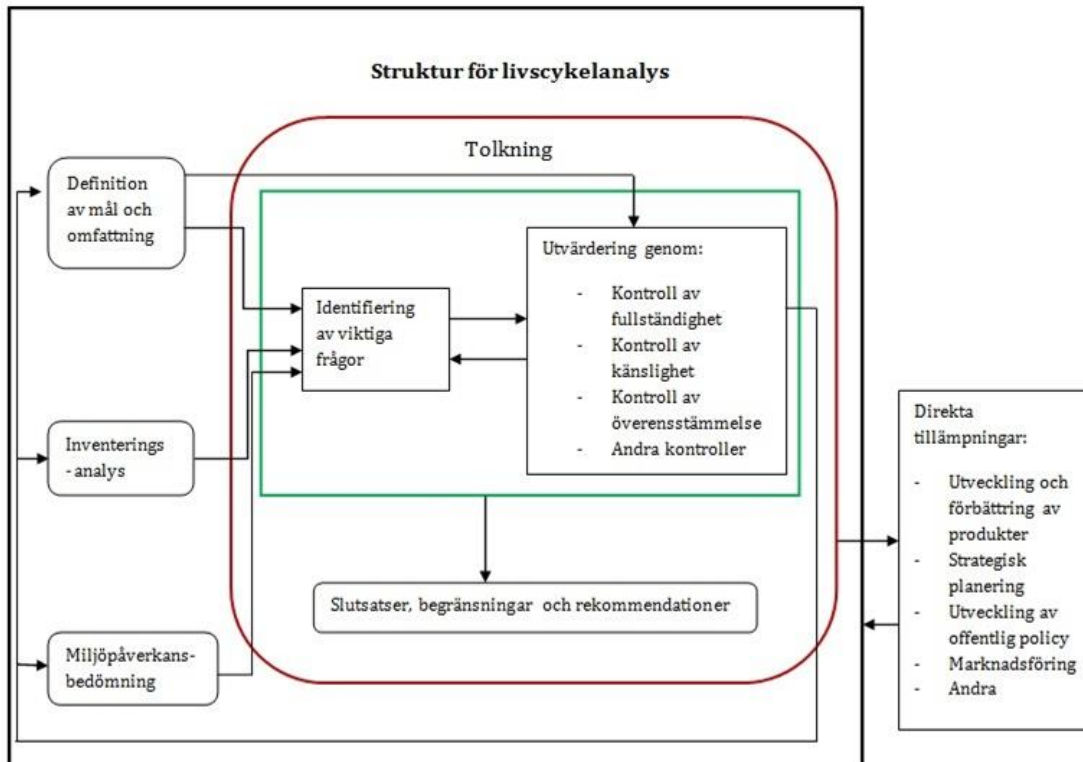 Struktur för livscykelanalys
Tolkning
Definition
av mål och
omfattning
Identifiering
av viktiga
frågor
Utvärdering genom:
- Kontroll av
fullständighet
- Kontroll av
känslighet
- Kontroll av
överensstämmelse
- Andra kontroller
Inventerings
- analys
Slutsatser, begränsningar och rekommendationer
Miljöpåverkans-
bedömning
Direkta
tillämpningar:
- Utveckling och
förbättring av
produkter
- Strategisk
planering
- Utveckling av
offentlig policy
- Marknadsföring
- Andra